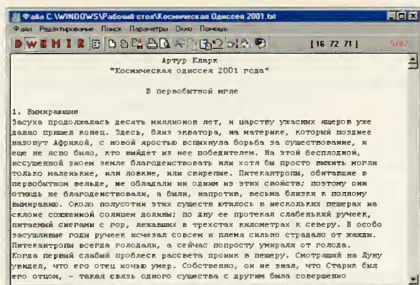 Файл C:\WINDOWS\Рабочий стол\Космическая Одиссея 2001.txt
Файл Редактирование Поиск Параметры Окно Помощь
D W K H I R
[16 72 71]
5/07
Артур Кларк
"Космическая одиссея 2001 года"
В первобытной мгле
1. Вымирающие
Засуха продолжалась десять миллионов лет, и царству ужасных ящеров уже
давно пришел конец. Здесь, близ экватора, на материке, который позднее
назовут Африкой, с новой яростью вспыхнула борьба за существование, и
еще не ясно было, кто выйдет из нее победителем. На этой бесплодной,
иссушенной зноем земле благоденствовать или хотя бы просто выжить могли
только маленькие, или ловкие, или свирепые. Питекантропы, обитавшие в
первобытном вельде, не обладали ни одним из этих свойств; поэтому они
отнюдь не благоденствовали, а были, напротив, весьма близки к полному
вымиранию. Около полусотни этих существ ютилось в нескольких пещерах на
склоне сожженной солнцем долины; по дну ее протекал слабенький ручеек,
питаемый снегами с гор, лежавших в трехстах километрах к северу. В особо
засушливые годы ручеек исчезал совсем и племя сильно страдало от жажды.
Питекантропы всегда голодали, а сейчас попросту умирали от голода.
Когда первый слабый проблеск рассвета проник в пещеру. Смотрящий на Луну
увидел, что его отец ночью умер. Собственно, он не знал, что Старик был
его отцом, - такая связь одного существа с другим была совершенно